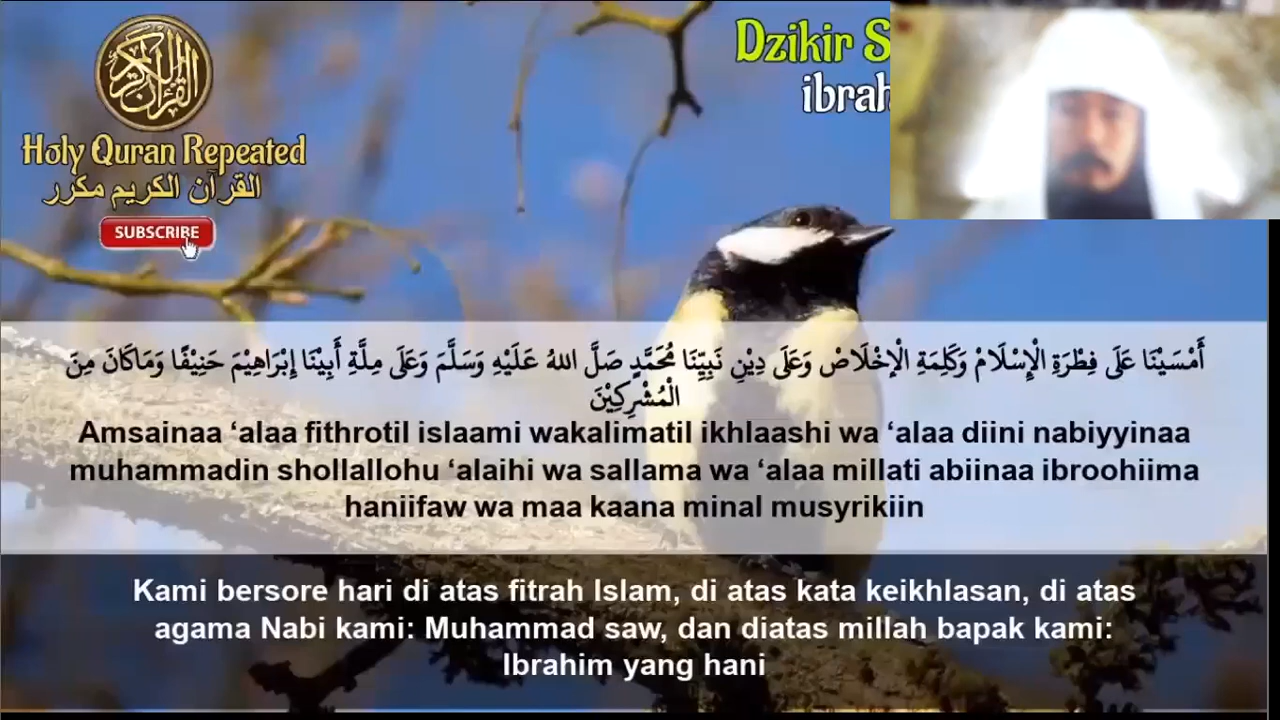 Holy Quran Repeated
القرآن الكريم مكرر
SUBSCRIBE
Dzikir S
ibrah
أَمْسَيْنَا عَلَى فِطْرَةِ الْإِسْلَامْ وَكَلِمَةِ الْإِخْلَاصْ وَعَلَى دِيْنِ نَبِيِّنَا مُحَمَّدٍ صَلَّ اللهُ عَلَيْهِ وَسَلَّمَ وَعَلَى مِلَّةِ أَبِيْنَا إِبْرَاهِيْمَ حَنِيْفًا وَمَاكَانَ مِنَ
الْمُشْرِكِيْنَ
Amsainaa ‘alaa fithrotil islaami wakalimatil ikhlaashi wa ‘alaa diini nabiyyinaa
muhammadin shollallohu ‘alaihi wa sallama wa ‘alaa millati abiinaa ibroohiima
haniifaw wa maa kaana minal musyrikiin
Kami bersore hari di atas fitrah Islam, di atas kata keikhlasan, di atas
agama Nabi kami: Muhammad saw, dan diatas millah bapak kami:
Ibrahim yang hani